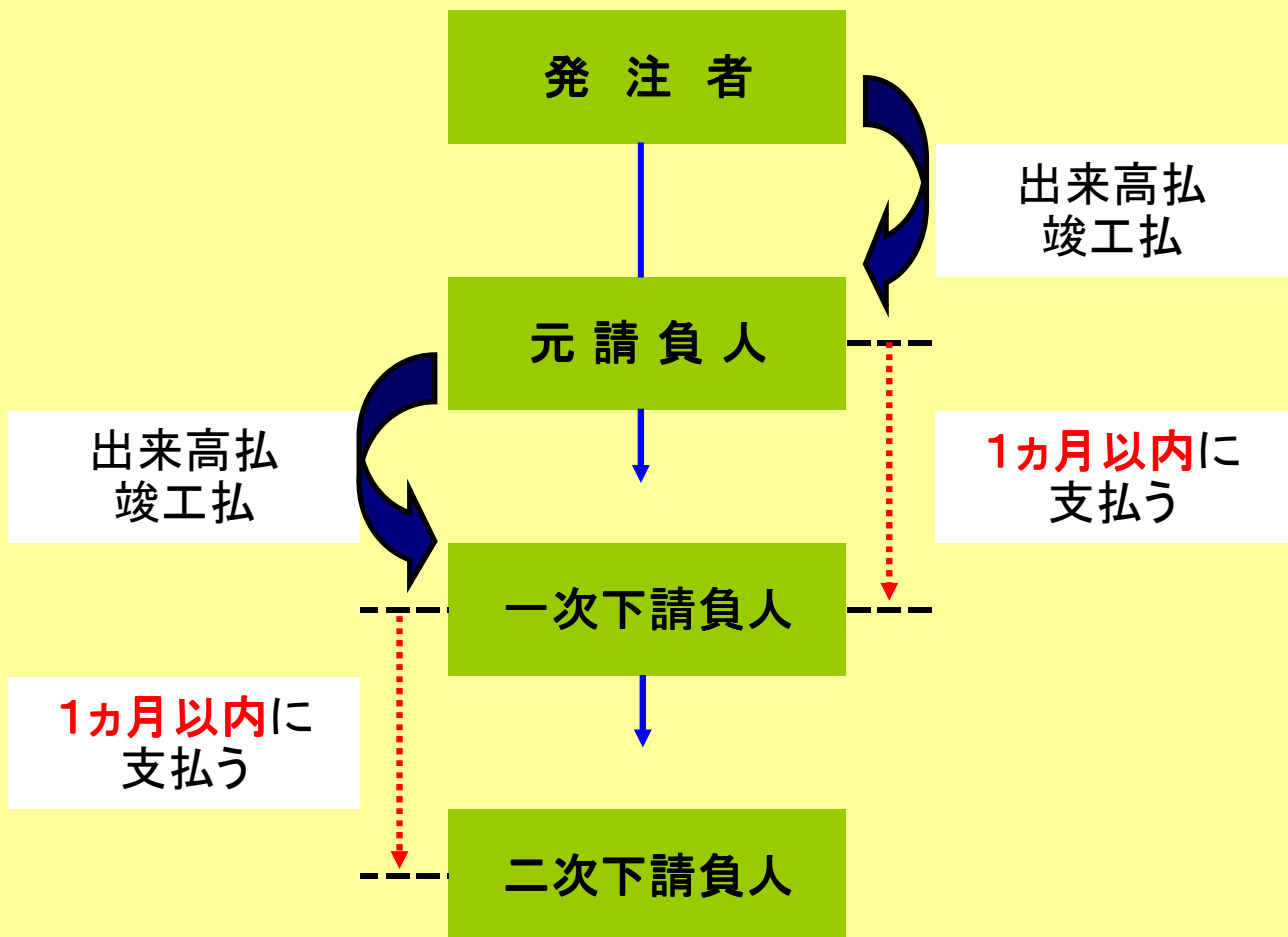 発 注 者
出来高払
竣工払
元 請 負 人
出来高払
竣工払
1ヵ月以内に
支払う
一次下請負人
1ヵ月以内に
支払う
二次下請負人